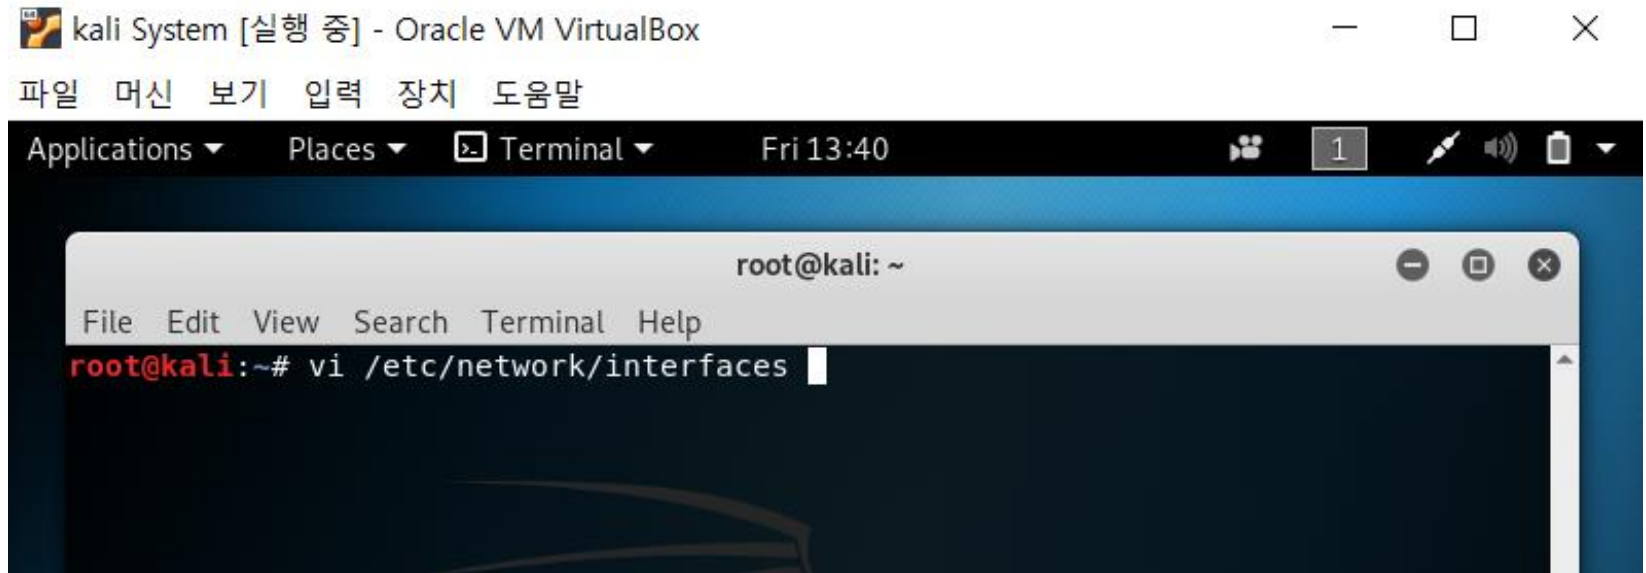 kali System [실행 중] - Oracle VM VirtualBox
파일 머신 보기 입력 장치 도움말
Applications Places Terminal Fri 13:40 1
root@kali: ~
File Edit View Search Terminal Help
root@kali:~# vi /etc/network/interfaces